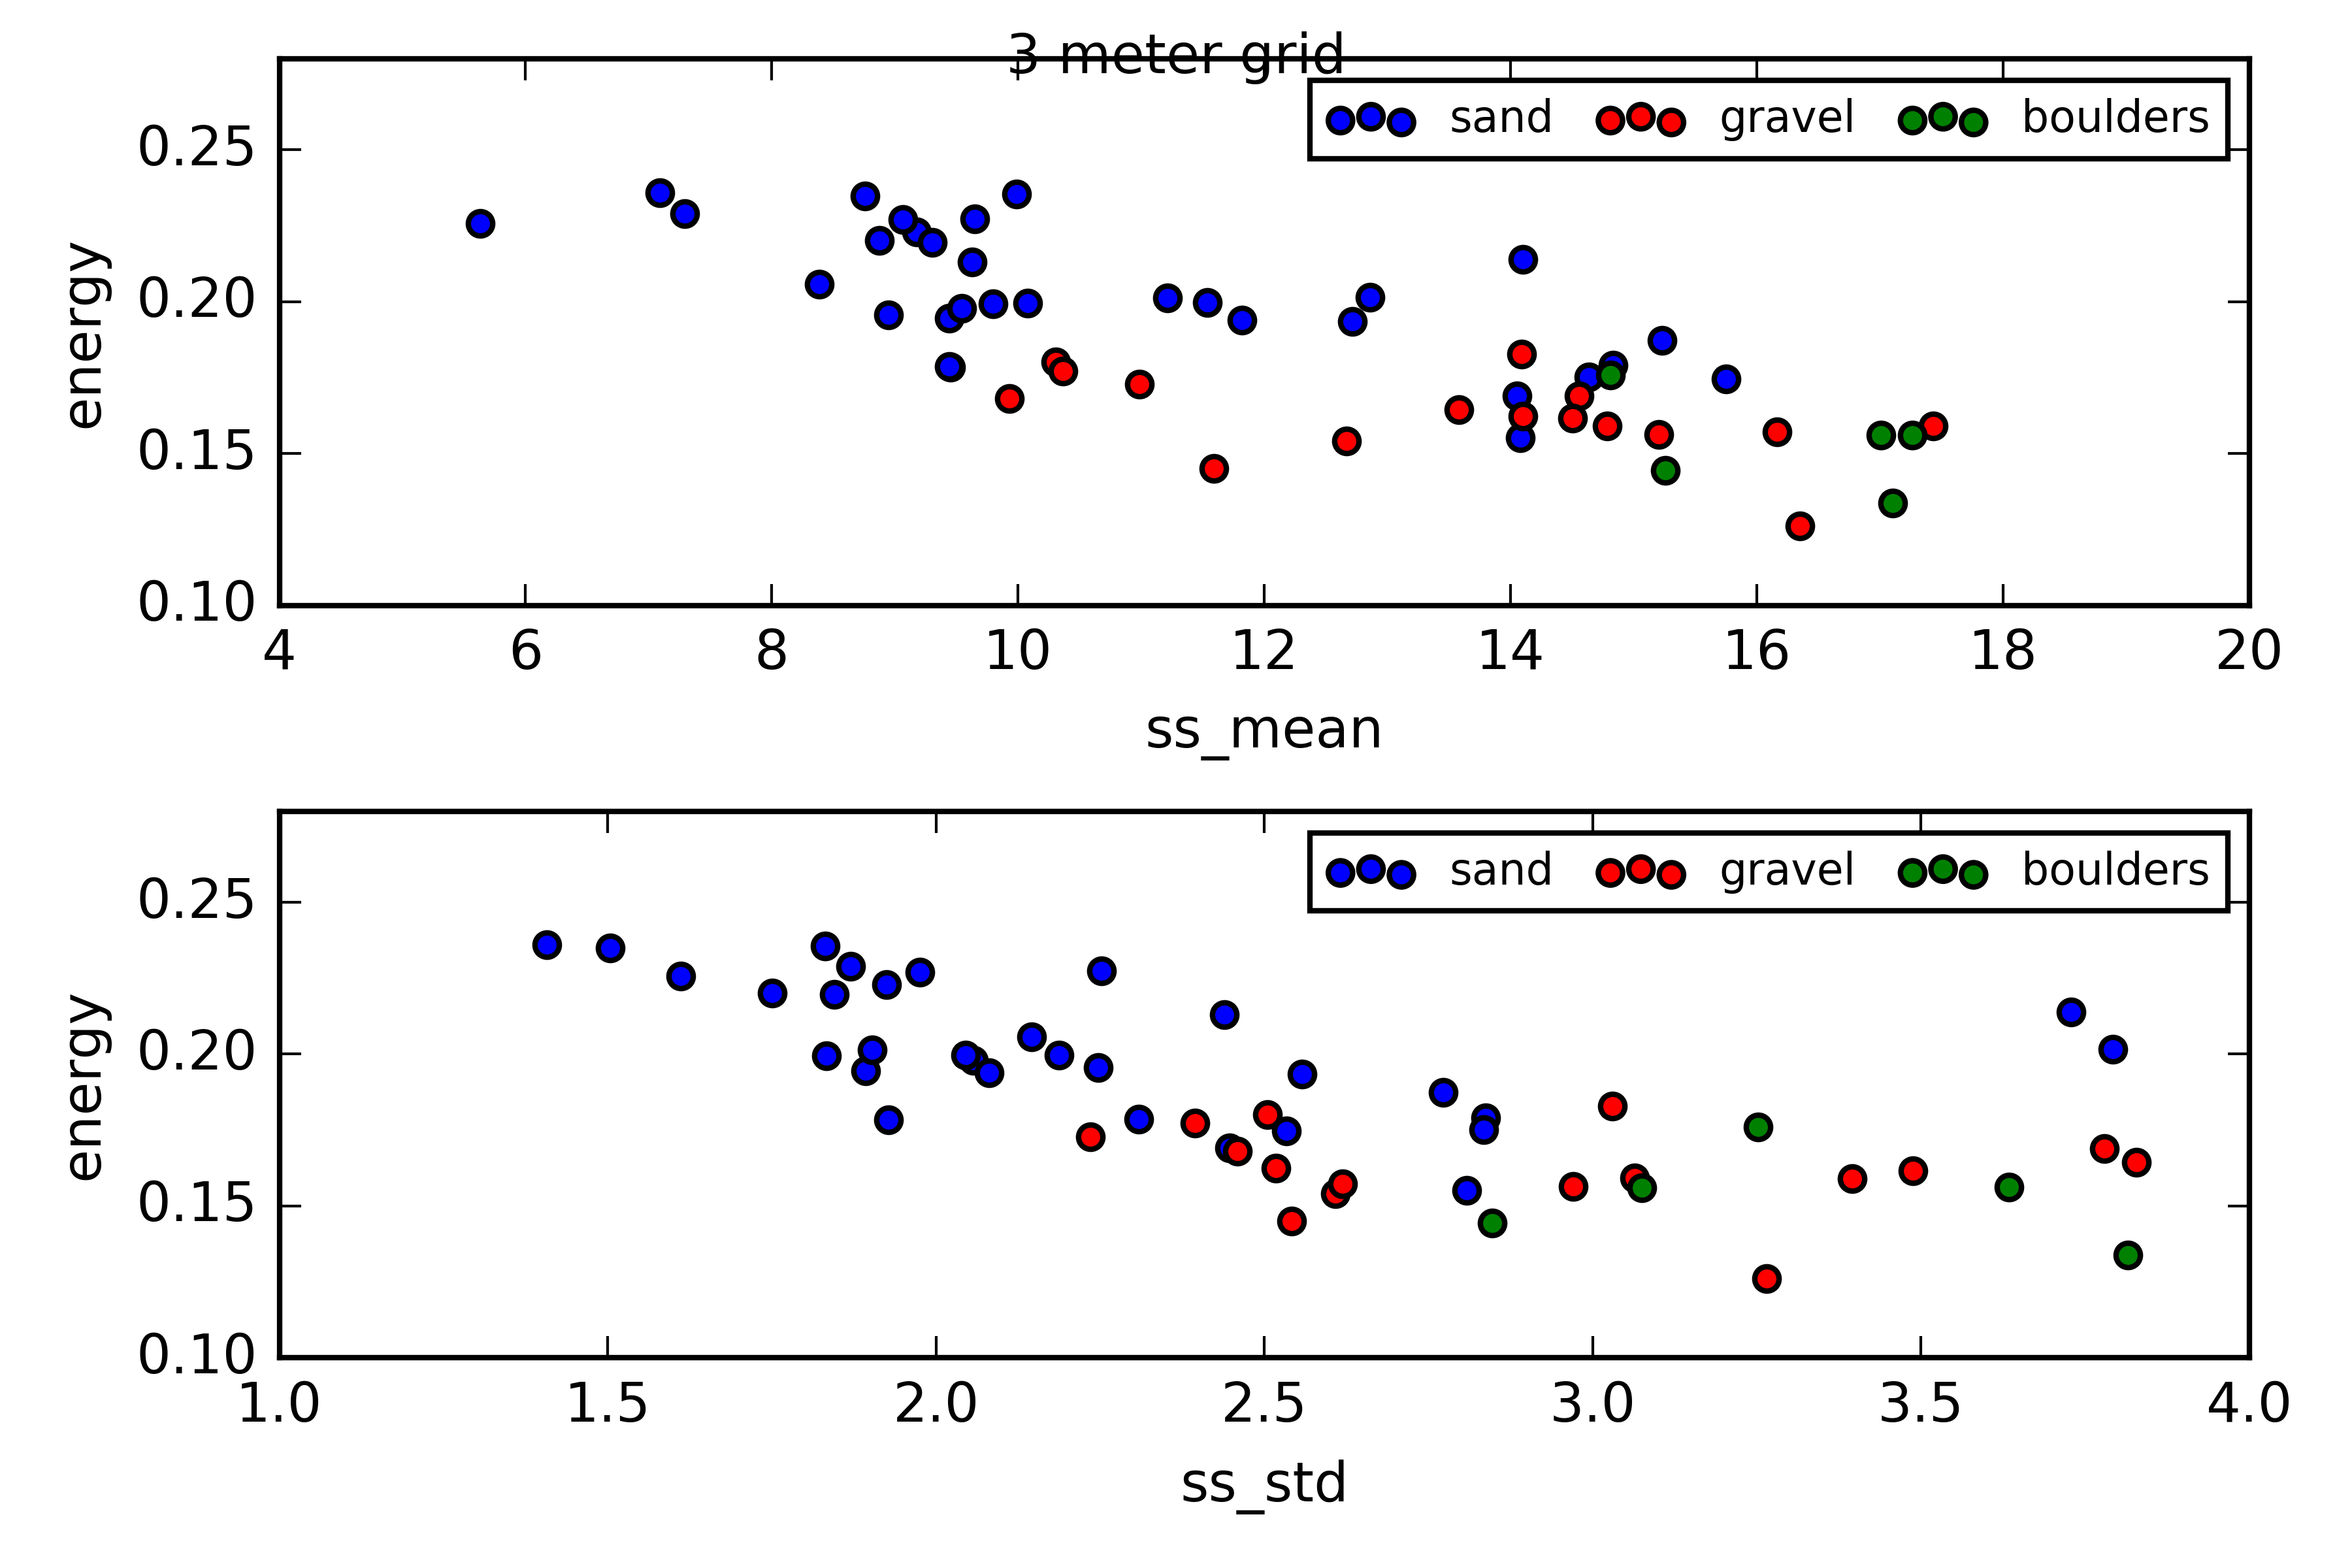 3 meter grid
sand gravel boulders
0.25
0.20
0.15
0.10
energy
4 6 8 10 12 14 16 18 20
ss_mean
sand gravel boulders
0.25
0.20
0.15
0.10
energy
1.0 1.5 2.0 2.5 3.0 3.5 4.0
ss_std